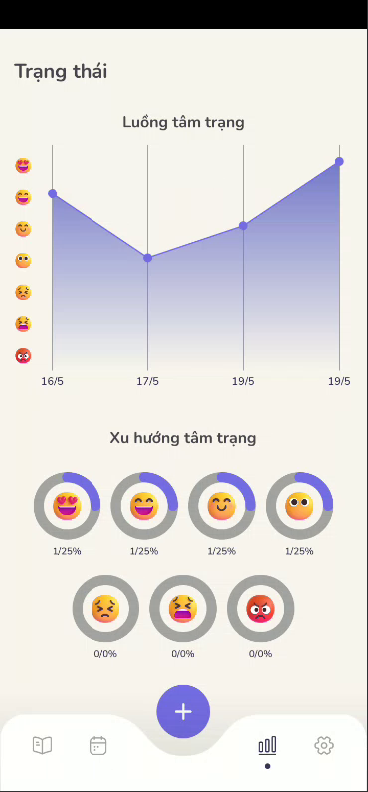 Trạng thái
Luồng tâm trạng
16/5 17/5 19/5 19/5
Xu hướng tâm trạng
1/25% 1/25% 1/25% 1/25%
0/0% 0/0% 0/0%